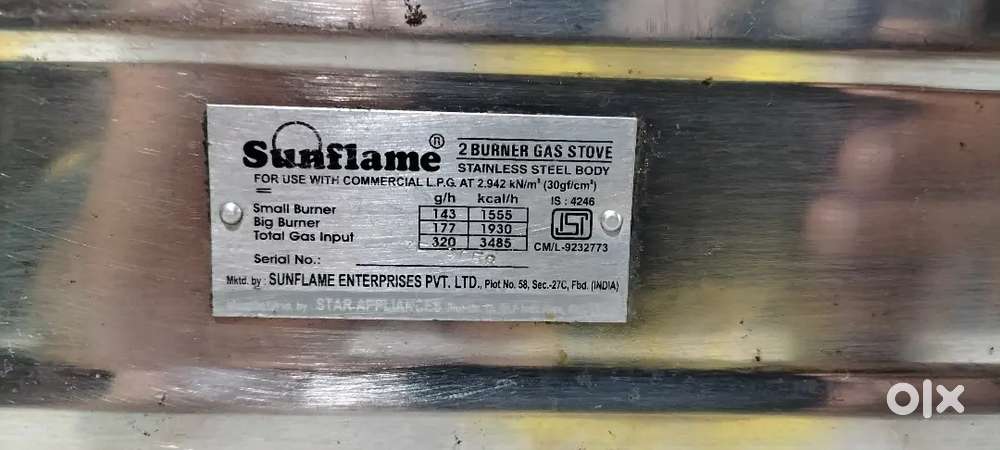 Sunflame® 2 BURNER GAS STOVE
STAINLESS STEEL BODY
FOR USE WITH COMMERCIAL L.P.G. AT 2.942 kN/m² (30gf/cm²)
g/h kcal/h IS : 4246
Small Burner 143 1555
Big Burner 177 1930
Total Gas Input 320 3485
CM/L-9232773
Serial No.:
Mktd. by : SUNFLAME ENTERPRISES PVT. LTD., Plot No. 58, Sec.-27C, Fbd. (INDIA)
by : STAR APPLIANCES
olx